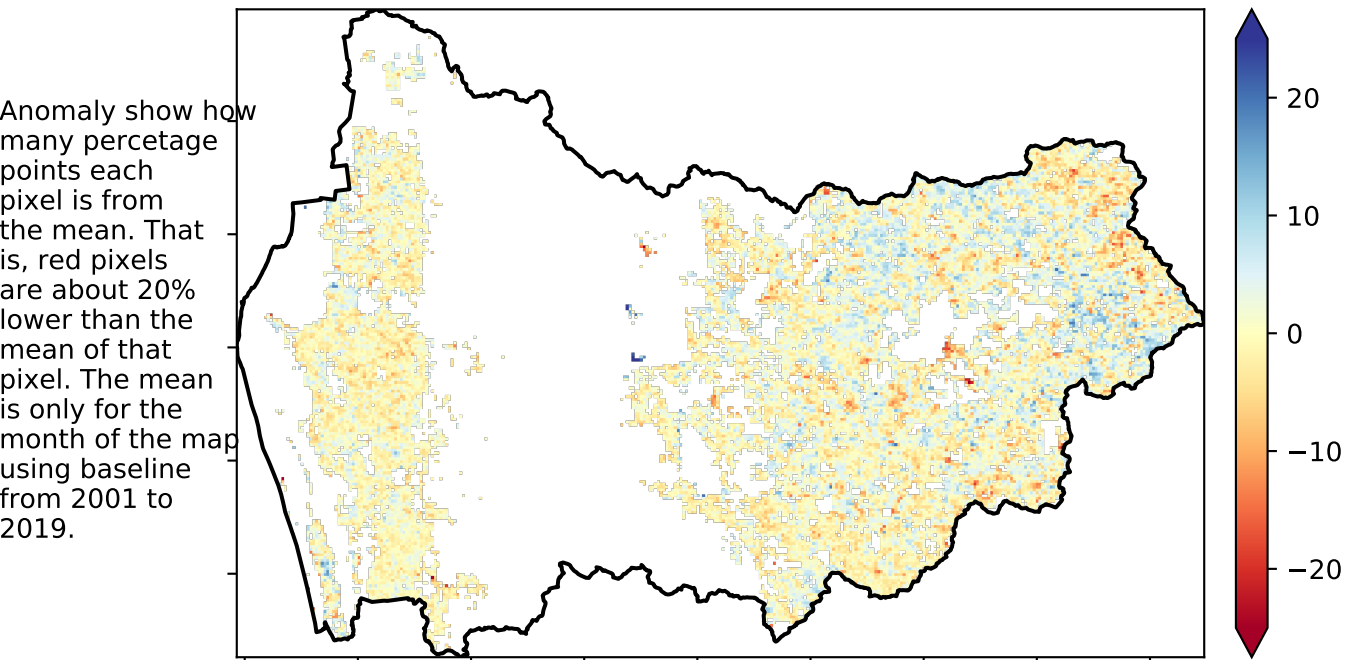 Anomaly show how
many percetage
points each
pixel is from
the mean. That
is, red pixels
are about 20%
lower than the
mean of that
pixel. The mean
is only for the
month of the map
using baseline
from 2001 to
2019.
20
10
0
−10
−20